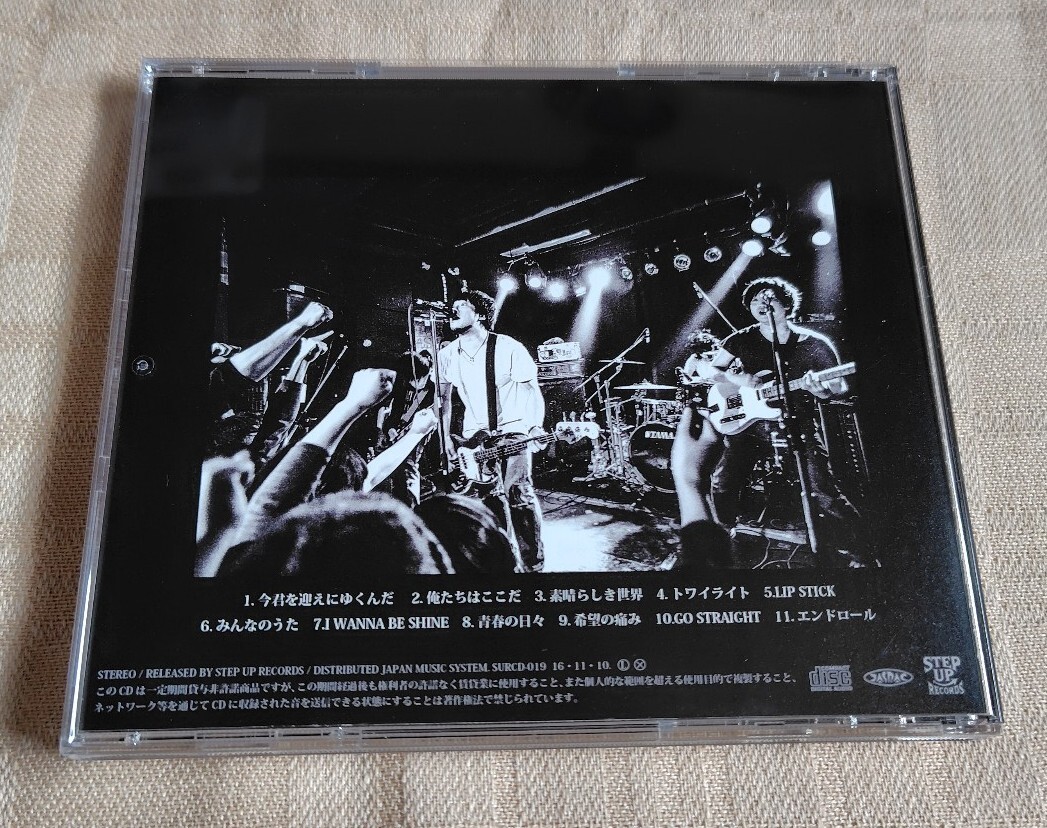 TAMA
1. 今君を迎えにゆくんだ 2. 俺たちはここだ 3. 素晴らしき世界 4. トワイライト 5.LIP STICK
6. みんなのうた 7.I WANNA BE SHINE 8. 青春の日々 9. 希望の痛み 10.GO STRAIGHT 11. エンドロール
STEREO / RELEASED BY STEP UP RECORDS / DISTRIBUTED JAPAN MUSIC SYSTEM. SURCD-019 16・11・10. Ⓛ Ⓧ
このCDは一定期間貸与非許諾商品ですが、この期間経過後も権利者の許諾なく賃貸業に使用すること、また個人的な範囲を超える使用目的で複製すること、
ネットワーク等を通じてCDに収録された音を送信できる状態にすることは著作権法で禁じられています。
disc
JASRAC
STEP
UP
RECORDS